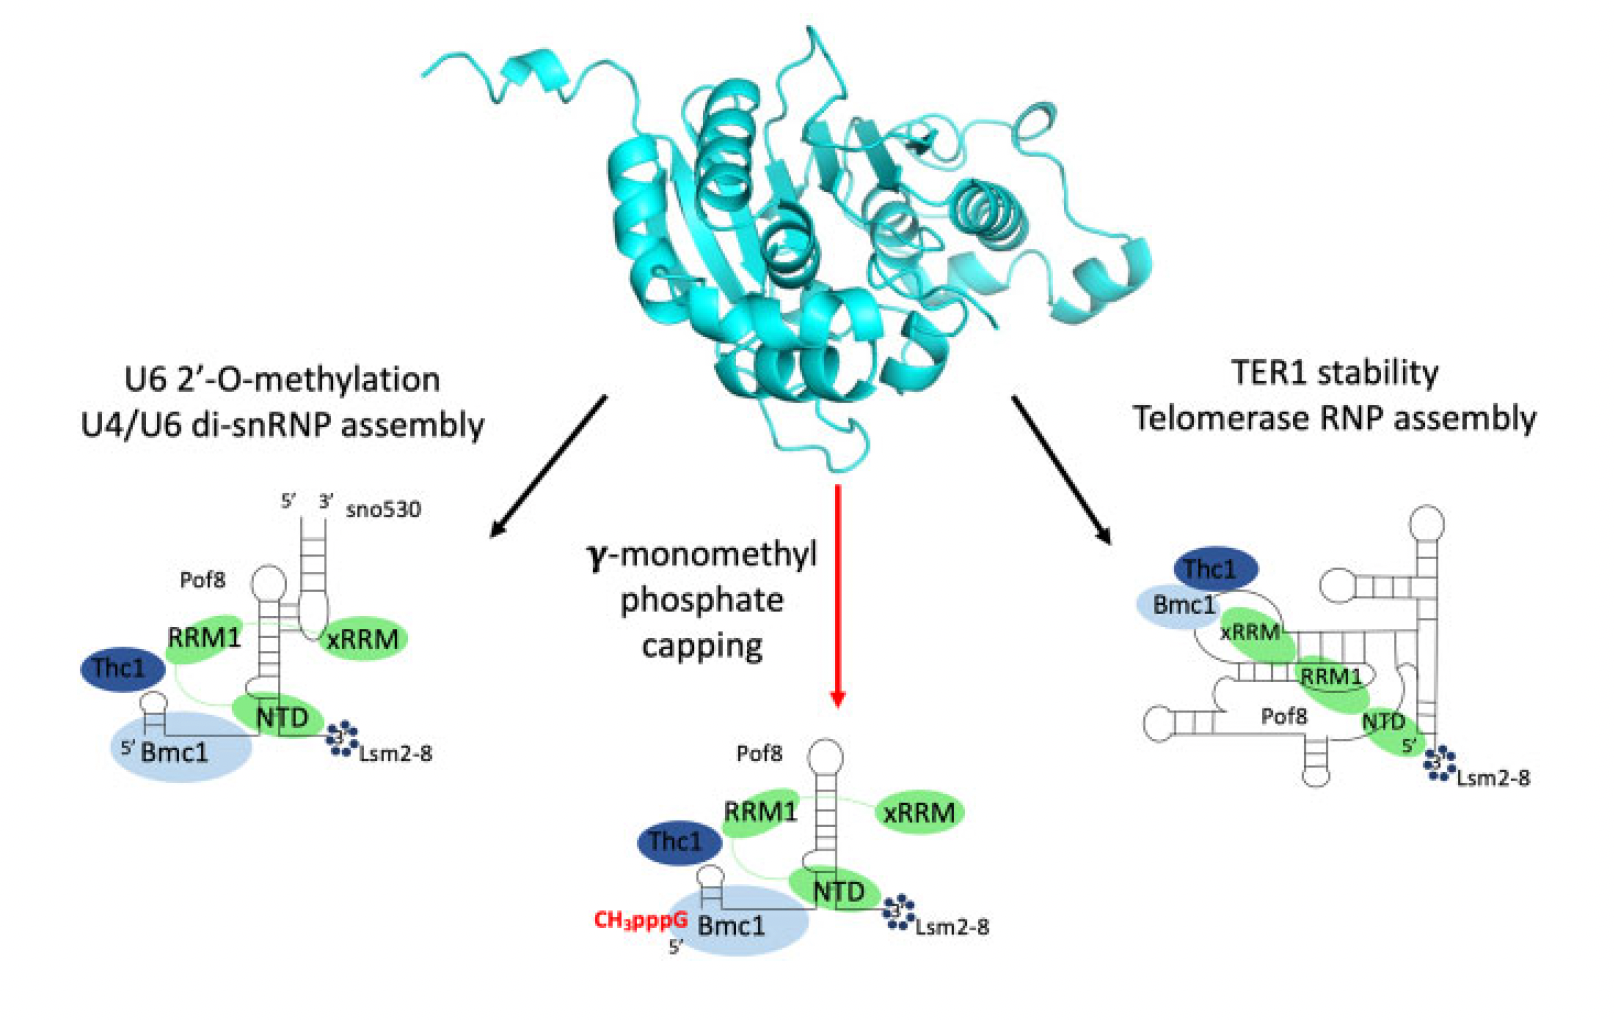 U6 2’-O-methylation
U4/U6 di-snRNP assembly
TER1 stability
Telomerase RNP assembly
5’ 3’ sno530
Pof8
RRM1
xRRM
Thc1
NTD
5’ Bmc1
3’
Lsm2-8
γ-monomethyl
phosphate
capping
Pof8
RRM1
xRRM
Thc1
NTD
CH₃pppG
Bmc1
5’
3’
Lsm2-8
Thc1
Bmc1
xRRM
RRM1
Pof8
NTD
5’
3’
Lsm2-8